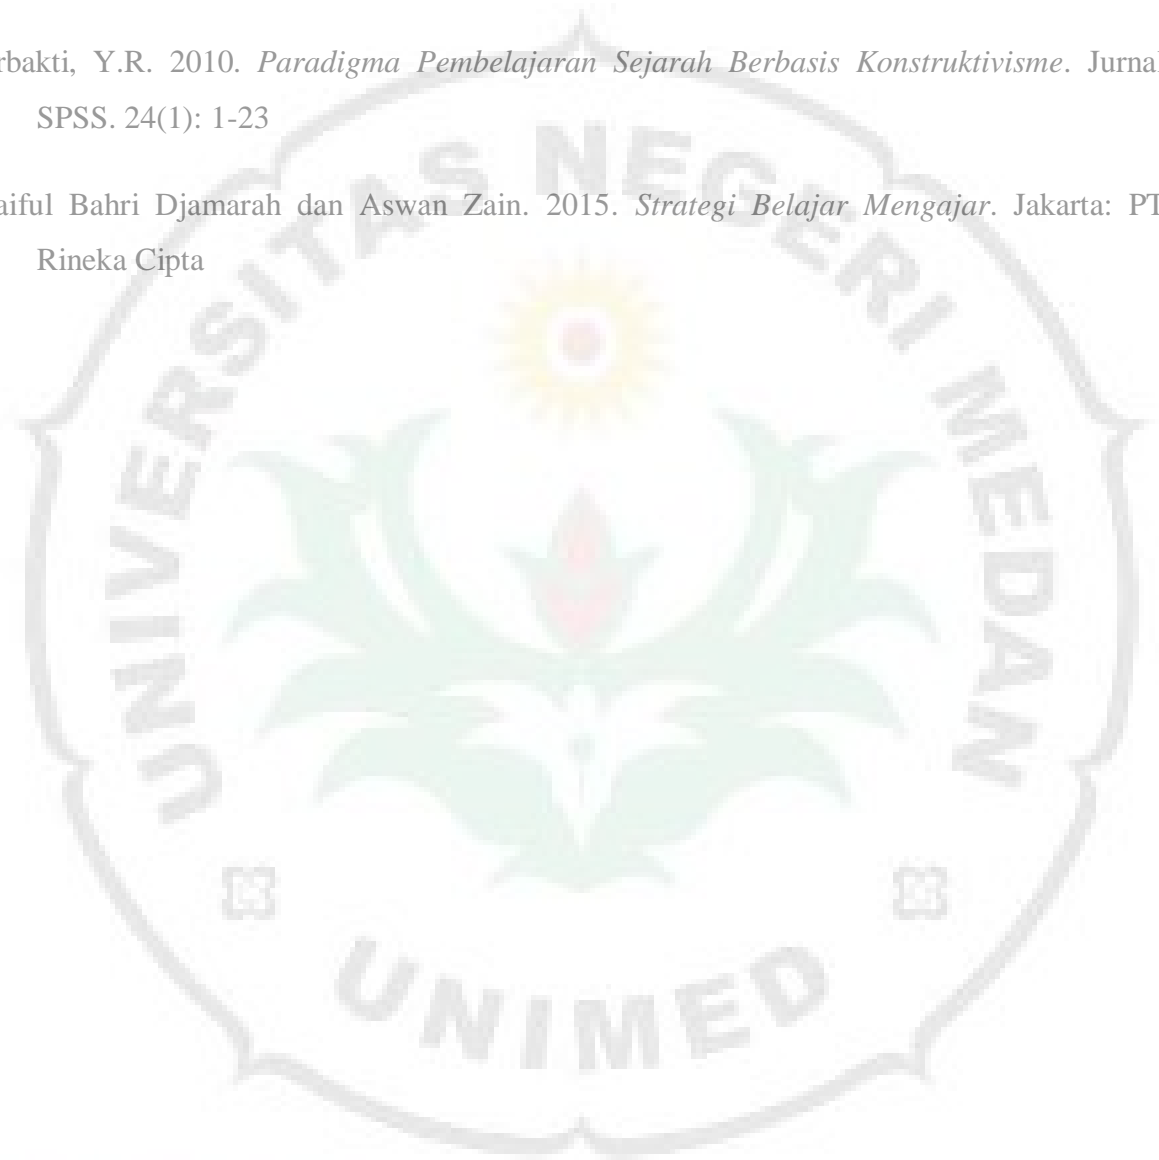 rbakti, Y.R. 2010. Paradigma Pembelajaran Sejarah Berbasis Konstruktivisme. Jurnal
SPSS. 24(1): 1-23
aiful Bahri Djamarah dan Aswan Zain. 2015. Strategi Belajar Mengajar. Jakarta: PT
Rineka Cipta
UNIVERSITAS NEGERI MEDAN
UNIMED